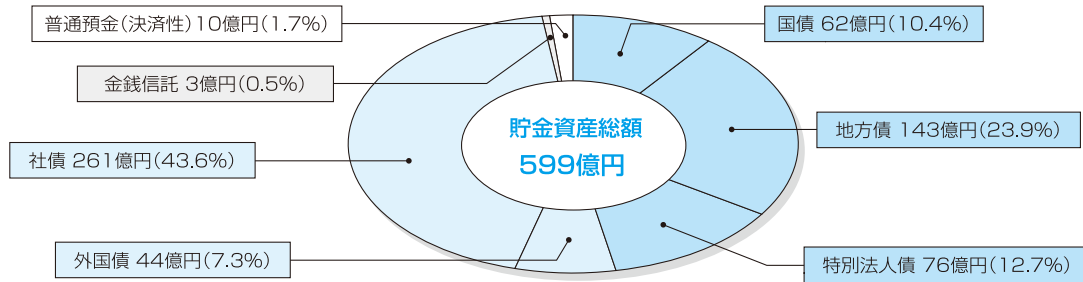 普通預金(決済性)10億円(1.7%)
国債 62億円(10.4%)
金銭信託 3億円(0.5%)
貯金資産総額
599億円
地方債 143億円(23.9%)
社債 261億円(43.6%)
外国債 44億円(7.3%)
特別法人債 76億円(12.7%)